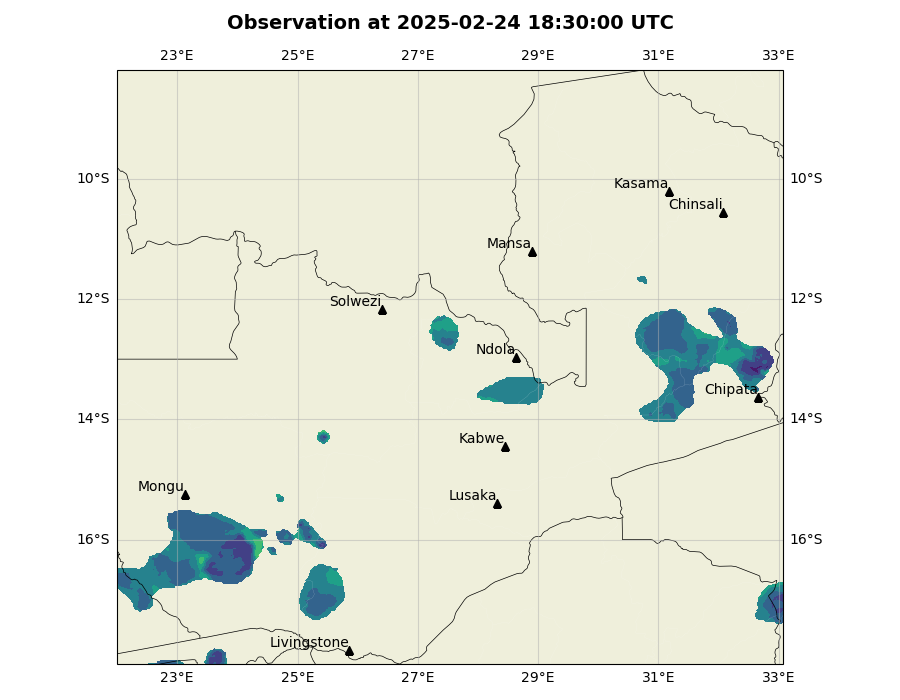 Observation at 2025-02-24 18:30:00 UTC
23°E 25°E 27°E 29°E 31°E 33°E
10°S 10°S
Kasama
Chinsali
Mansa
12°S 12°S
Solwezi
Ndola
Chipata
14°S 14°S
Kabwe
Mongu
Lusaka
16°S 16°S
Livingstone
23°E 25°E 27°E 29°E 31°E 33°E